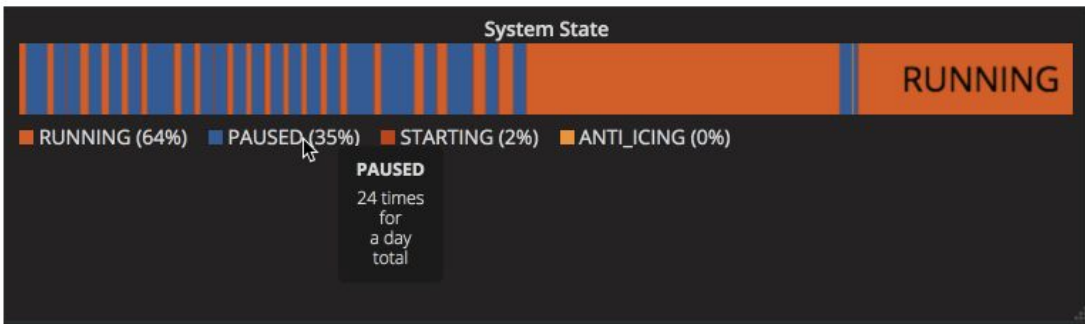 System State
RUNNING
RUNNING (64%) PAUSED (35%) STARTING (2%) ANTI_ICING (0%)
PAUSED
24 times
for
a day
total